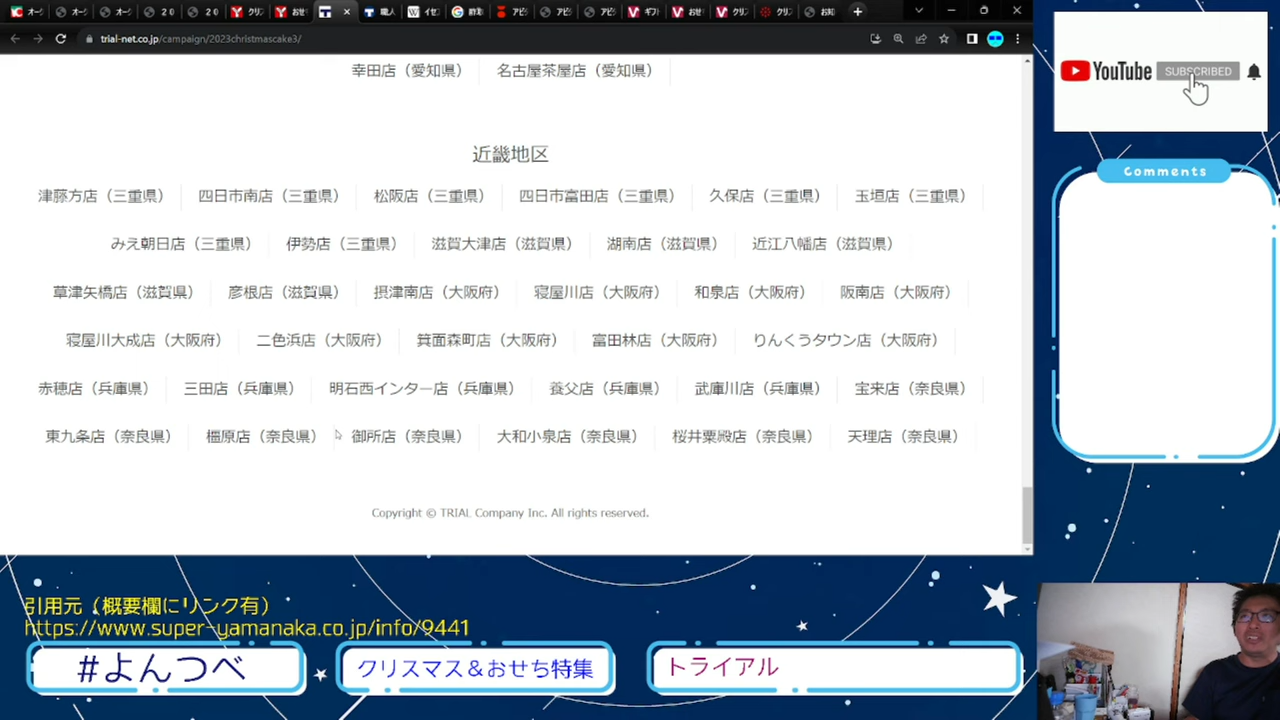 trial-net.co.jp/campaign/2023christmascake3/
YouTube
SUBSCRIBED
幸田店（愛知県） 名古屋茶屋店（愛知県）
近畿地区
津藤方店（三重県） 四日市南店（三重県） 松阪店（三重県） 四日市富田店（三重県） 久保店（三重県） 玉垣店（三重県）
みえ朝日店（三重県） 伊勢店（三重県） 滋賀大津店（滋賀県） 湖南店（滋賀県） 近江八幡店（滋賀県）
草津矢橋店（滋賀県） 彦根店（滋賀県） 摂津南店（大阪府） 寝屋川店（大阪府） 和泉店（大阪府） 阪南店（大阪府）
寝屋川大成店（大阪府） 二色浜店（大阪府） 箕面森町店（大阪府） 富田林店（大阪府） りんくうタウン店（大阪府）
赤穂店（兵庫県） 三田店（兵庫県） 明石西インター店（兵庫県） 養父店（兵庫県） 武庫川店（兵庫県） 宝来店（奈良県）
東九条店（奈良県） 橿原店（奈良県） 御所店（奈良県） 大和小泉店（奈良県） 桜井粟殿店（奈良県） 天理店（奈良県）
Copyright © TRIAL Company Inc. All rights reserved.
Comments
引用元（概要欄にリンク有）
https://www.super-yamanaka.co.jp/info/9441
#よんつべ
クリスマス＆おせち特集
トライアル